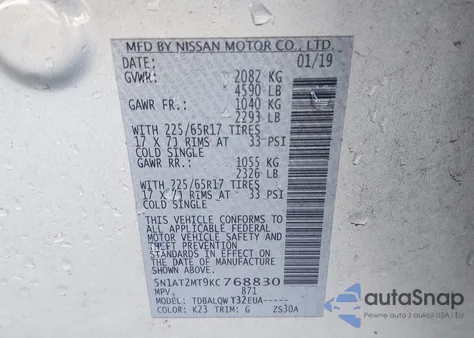 MFD BY NISSAN MOTOR CO., LTD.
DATE: 01/19
GVWR: 2082 KG
4590 LB
GAWR FR: 1040 KG
2293 LB
WITH 225/65R17 TIRES
17 X 7J RIMS AT 33 PSI
COLD SINGLE
GAWR RR: 1055 KG
2326 LB
WITH 225/65R17 TIRES
17 X 7J RIMS AT 33 PSI
COLD SINGLE
THIS VEHICLE CONFORMS TO
ALL APPLICABLE FEDERAL
MOTOR VEHICLE SAFETY
AND THEFT PREVENTION
STANDARDS IN EFFECT ON
THE DATE OF MANUFACTURE
SHOWN ABOVE.
5N1AT2MT9KC768830
MPV 871
MODEL: TDBALQW T32EUA-----
COLOR: K23 TRIM: G ZS30A
autoSnap
Pewne auta z USA i EU